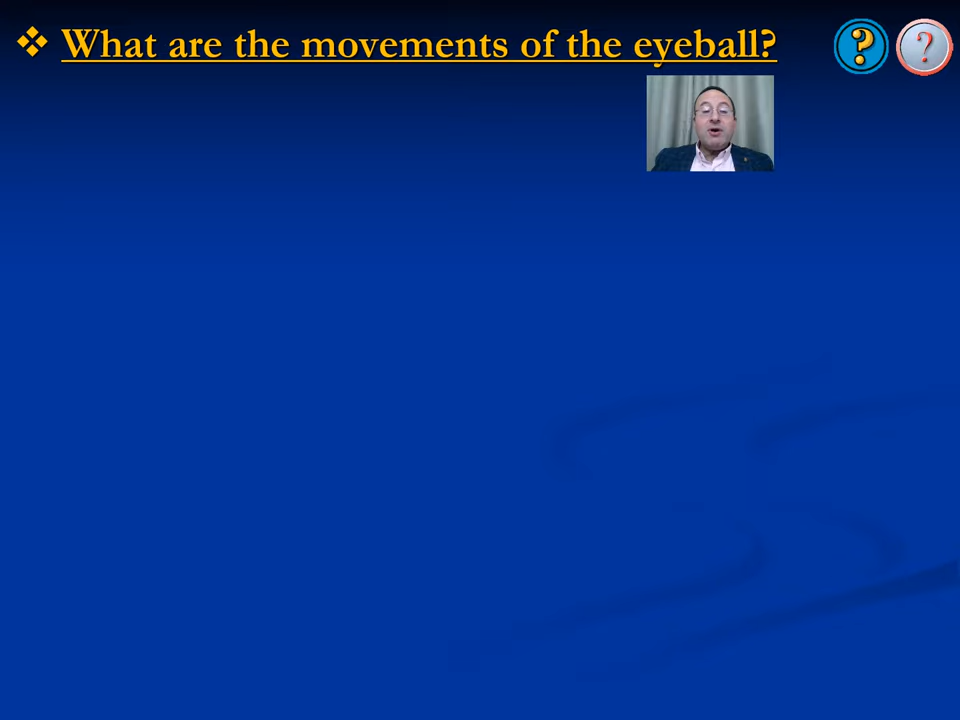 ❖ What are the movements of the eyeball?
? ?